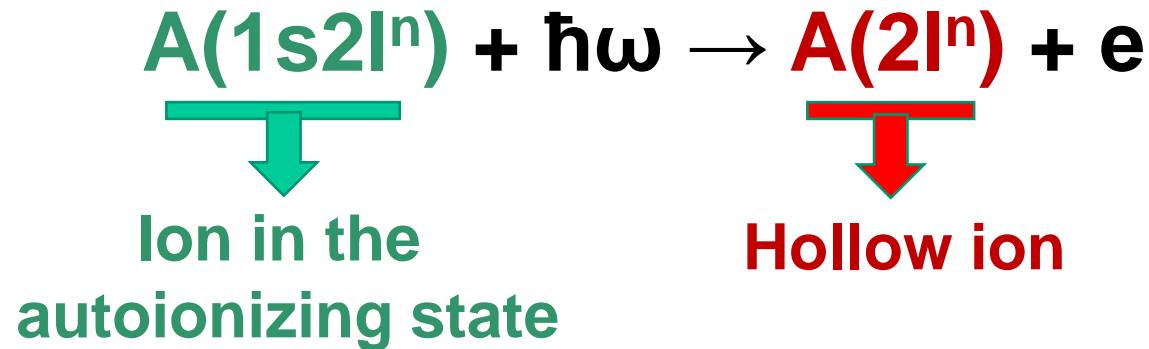 A(1s2lⁿ) + ħω → A(2lⁿ) + e
Ion in the
autoionizing state
Hollow ion